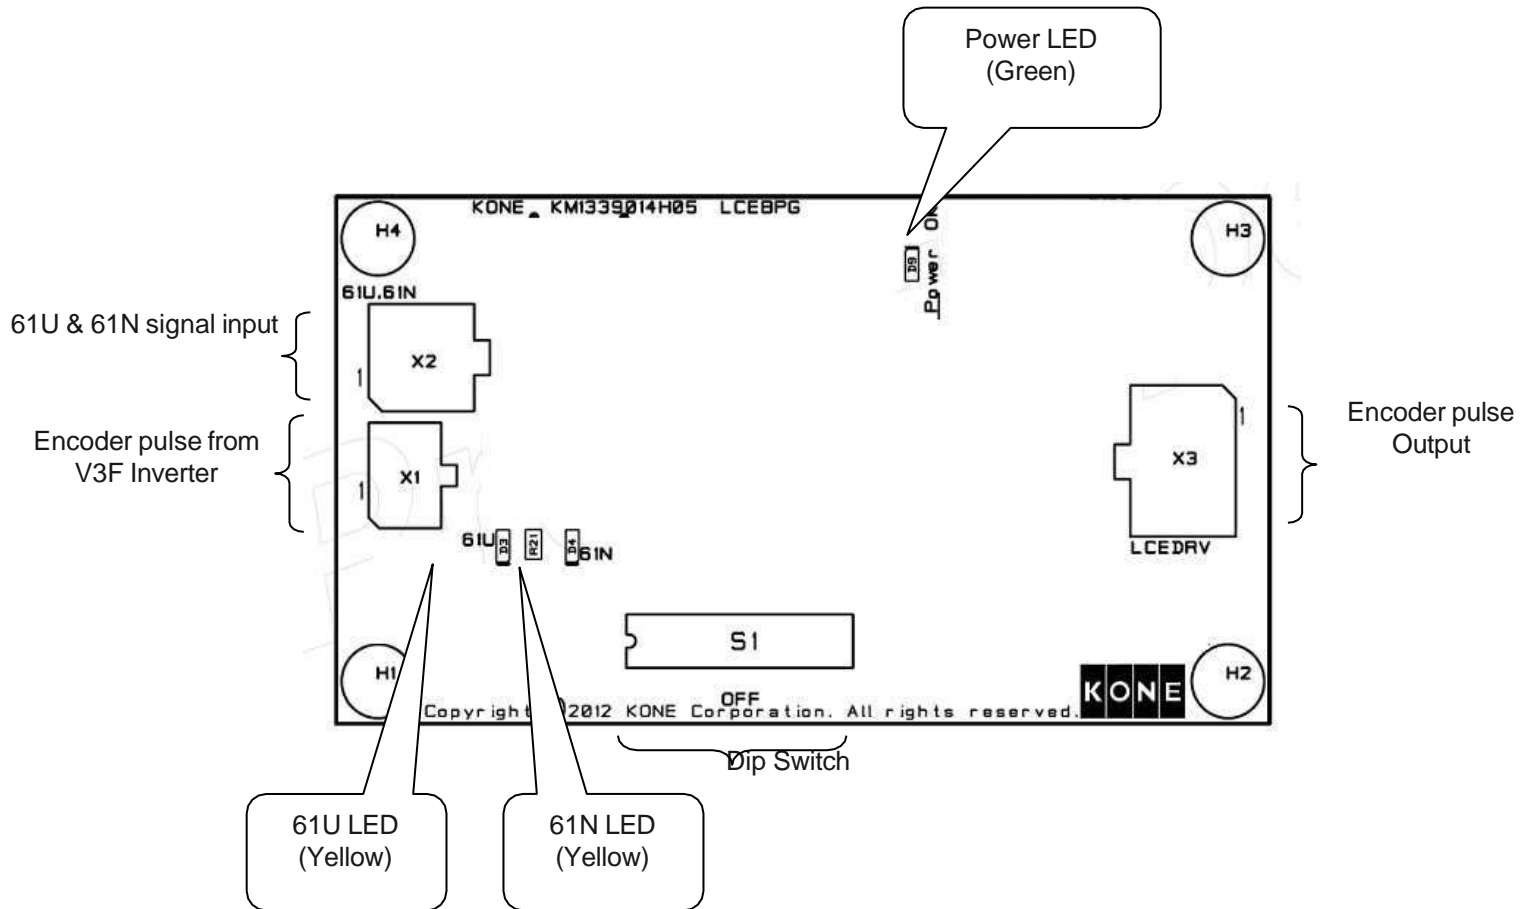 Power LED
(Green)
KONE KM1339014H05 LCEBPG
H4
H3
D9
Power
61U.61N
61U & 61N signal input
X2
1
Encoder pulse from
V3F Inverter
X1
1
1
X3
Encoder pulse
Output
LCEDRV
61U
D3
R21
D4
61N
S1
OFF
H1
H2
KONE
Copyright 2012 KONE Corporation. All rights reserved.
Dip Switch
61U LED
(Yellow)
61N LED
(Yellow)